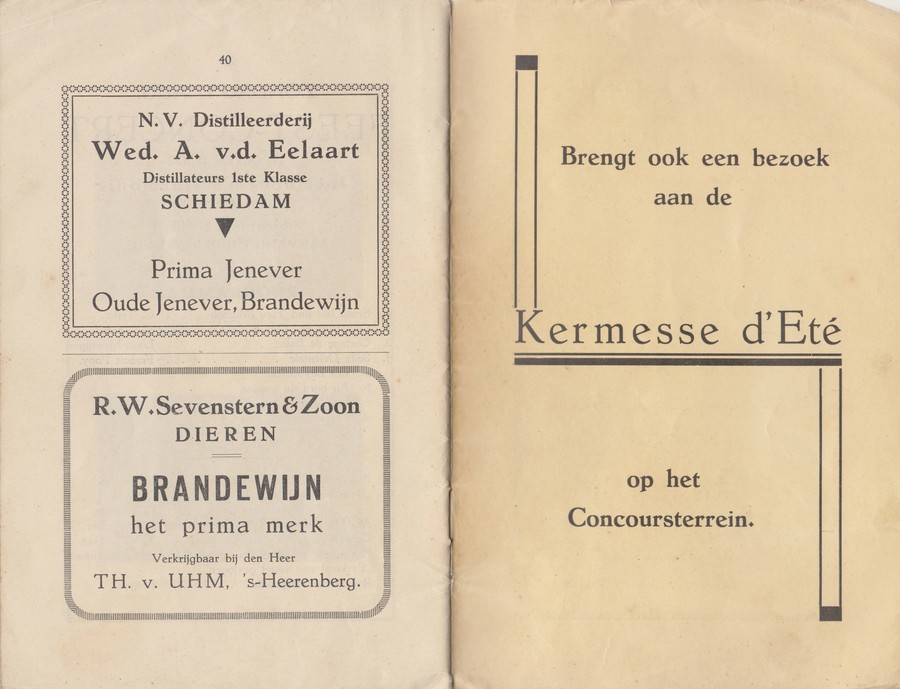 40
N.V. Distilleerderij
Wed. A. v.d. Eelaart
Distillateurs 1ste Klasse
SCHIEDAM
Prima Jenever
Oude Jenever, Brandewijn
R.W. Sevenstern & Zoon
DIEREN
BRANDEWIJN
het prima merk
Verkrijgbaar bij den Heer
TH. v. UHM, 's-Heerenberg.
Brengt ook een bezoek
aan de
Kermesse d'Eté
op het
Concoursterrein.